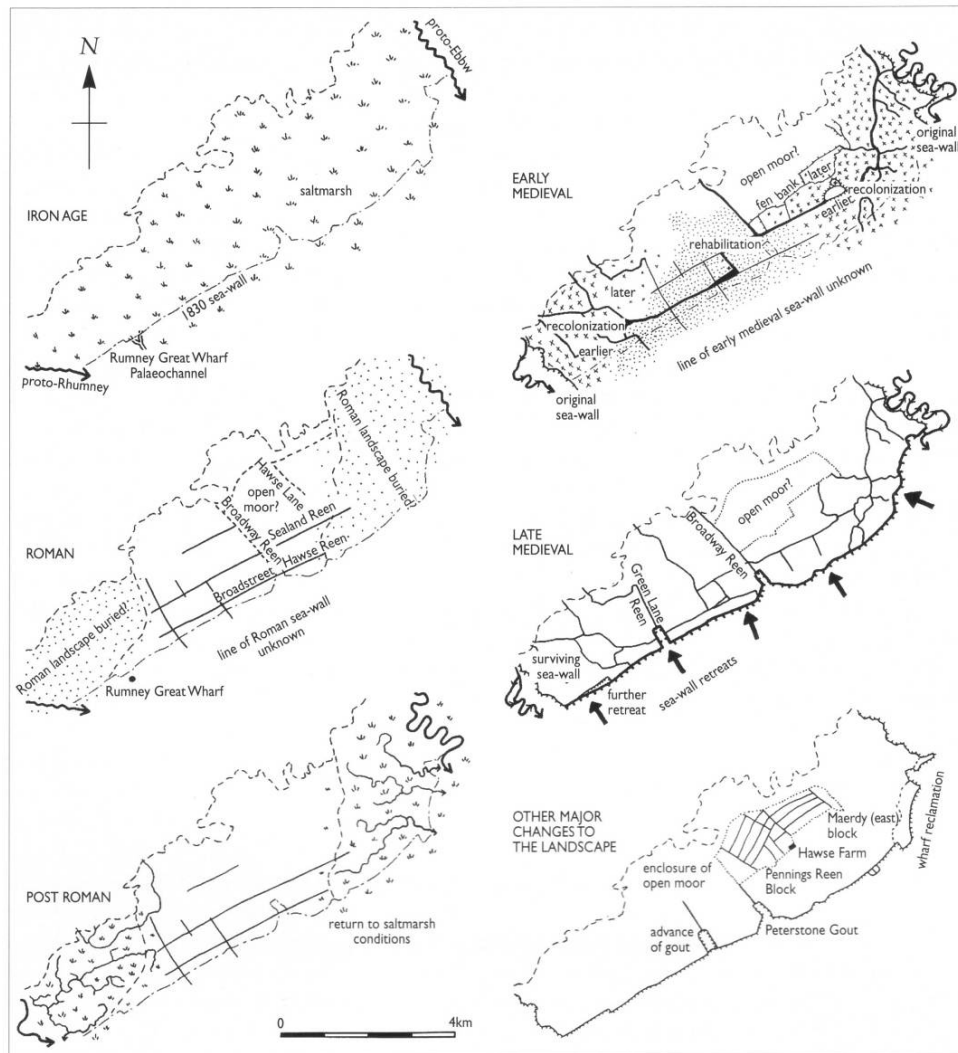 N
proto-Ebbw
saltmarsh
IRON AGE
1830 sea-wall
Rumney Great Wharf
Palaeochannel
proto-Rhumney
Roman landscape buried?
Hawse Lane
open
moor?
Broadway Reen
Sealand Reen
ROMAN
Broadstreet Hawse Reen
line of Roman sea-wall
unknown
Roman landscape buried?
Rumney Great Wharf
POST ROMAN
return to saltmarsh
conditions
0
4km
EARLY
MEDIEVAL
original
sea-wall
open moor?
fen bank
later
recolonization
earlier
rehabilitation
later
line of early medieval sea-wall unknown
recolonization
earlier
original
sea-wall
LATE
MEDIEVAL
open moor?
Broadway Reen
Green Lane
Reen
surviving
sea-wall
further
retreat
sea-wall retreats
OTHER MAJOR
CHANGES TO
THE LANDSCAPE
Maerdy (east)
block
Hawse Farm
enclosure of
open moor
Pennings Reen
Block
wharf reclamation
advance
of gout
Peterstone Gout